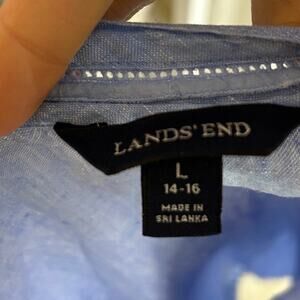 LANDS' END
L
14-16
MADE IN
SRI LANKA